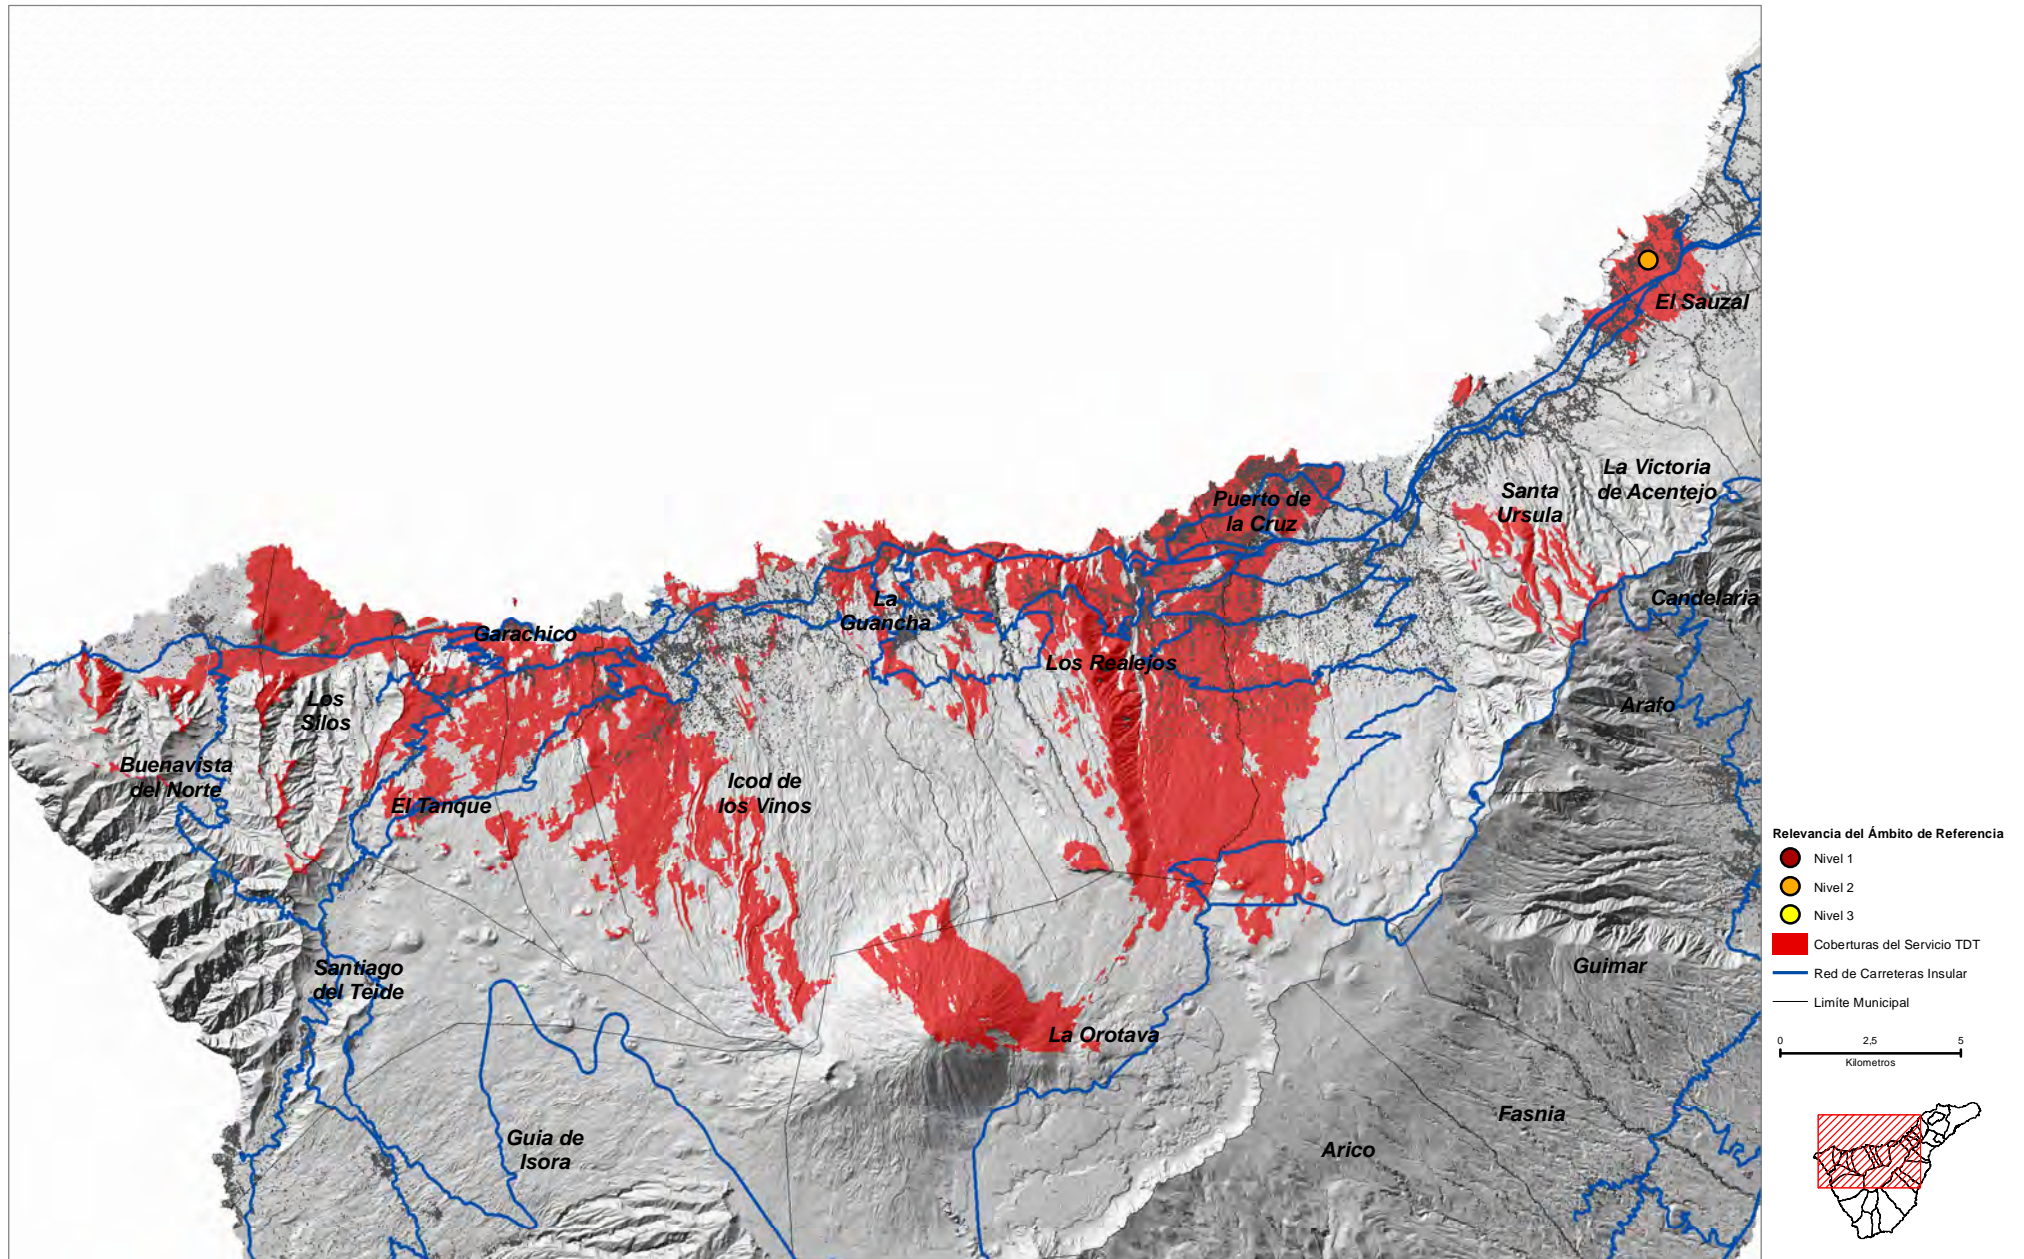 El Sauzal
La Victoria
de Acentejo
Santa
Ursula
Puerto de
la Cruz
Candelaria
La
Guancha
Garachico
Los Realejos
Los
Silos
Arafo
Buenavista
del Norte
El Tanque
Icod de
los Vinos
Santiago
del Teide
Guimar
La Orotava
Fasnia
Guia de
Isora
Arico
Relevancia del Ámbito de Referencia
Nivel 1
Nivel 2
Nivel 3
Coberturas del Servicio TDT
Red de Carreteras Insular
Limíte Municipal
0 2,5 5
Kilometros